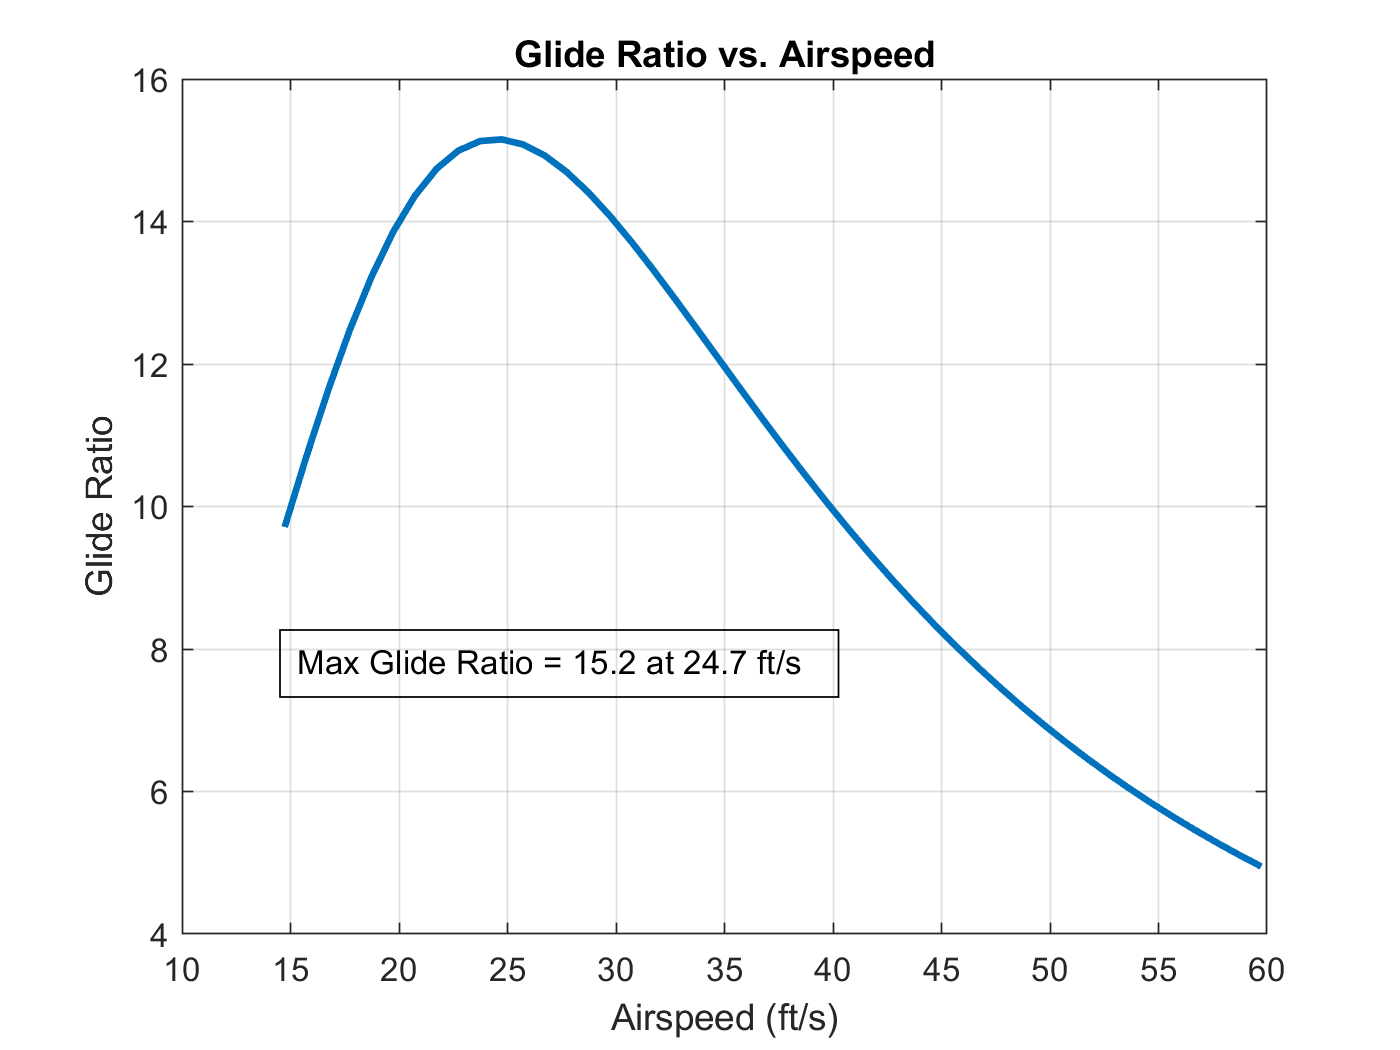 Glide Ratio vs. Airspeed
16
14
12
10
8
6
4
Glide Ratio
Max Glide Ratio = 15.2 at 24.7 ft/s
10 15 20 25 30 35 40 45 50 55 60
Airspeed (ft/s)